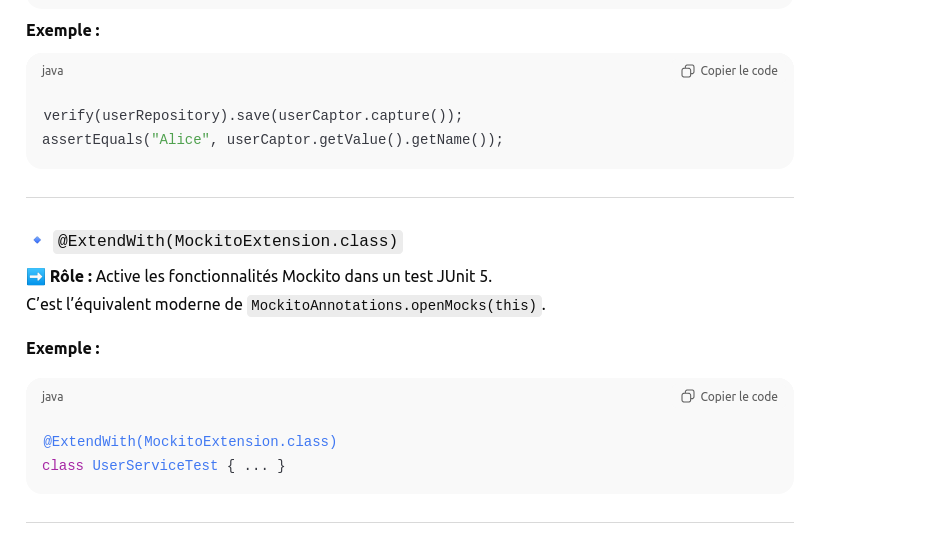 Exemple :
java
Copier le code
verify(userRepository).save(userCaptor.capture());
assertEquals("Alice", userCaptor.getValue().getName());
@ExtendWith(MockitoExtension.class)
Rôle : Active les fonctionnalités Mockito dans un test JUnit 5.
C’est l’équivalent moderne de MockitoAnnotations.openMocks(this).
Exemple :
java
Copier le code
@ExtendWith(MockitoExtension.class)
class UserServiceTest { ... }